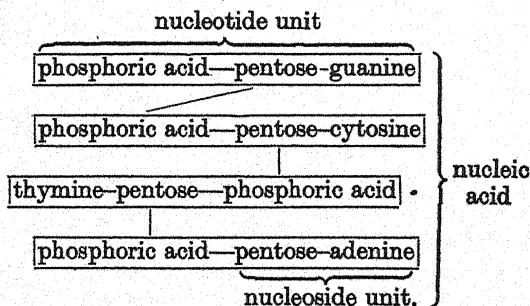 nucleotide unit
phosphoric acid—pentose-guanine
phosphoric acid—pentose-cytosine
thymine-pentose—phosphoric acid
nucleic
acid
phosphoric acid—pentose-adenine
nucleoside unit.